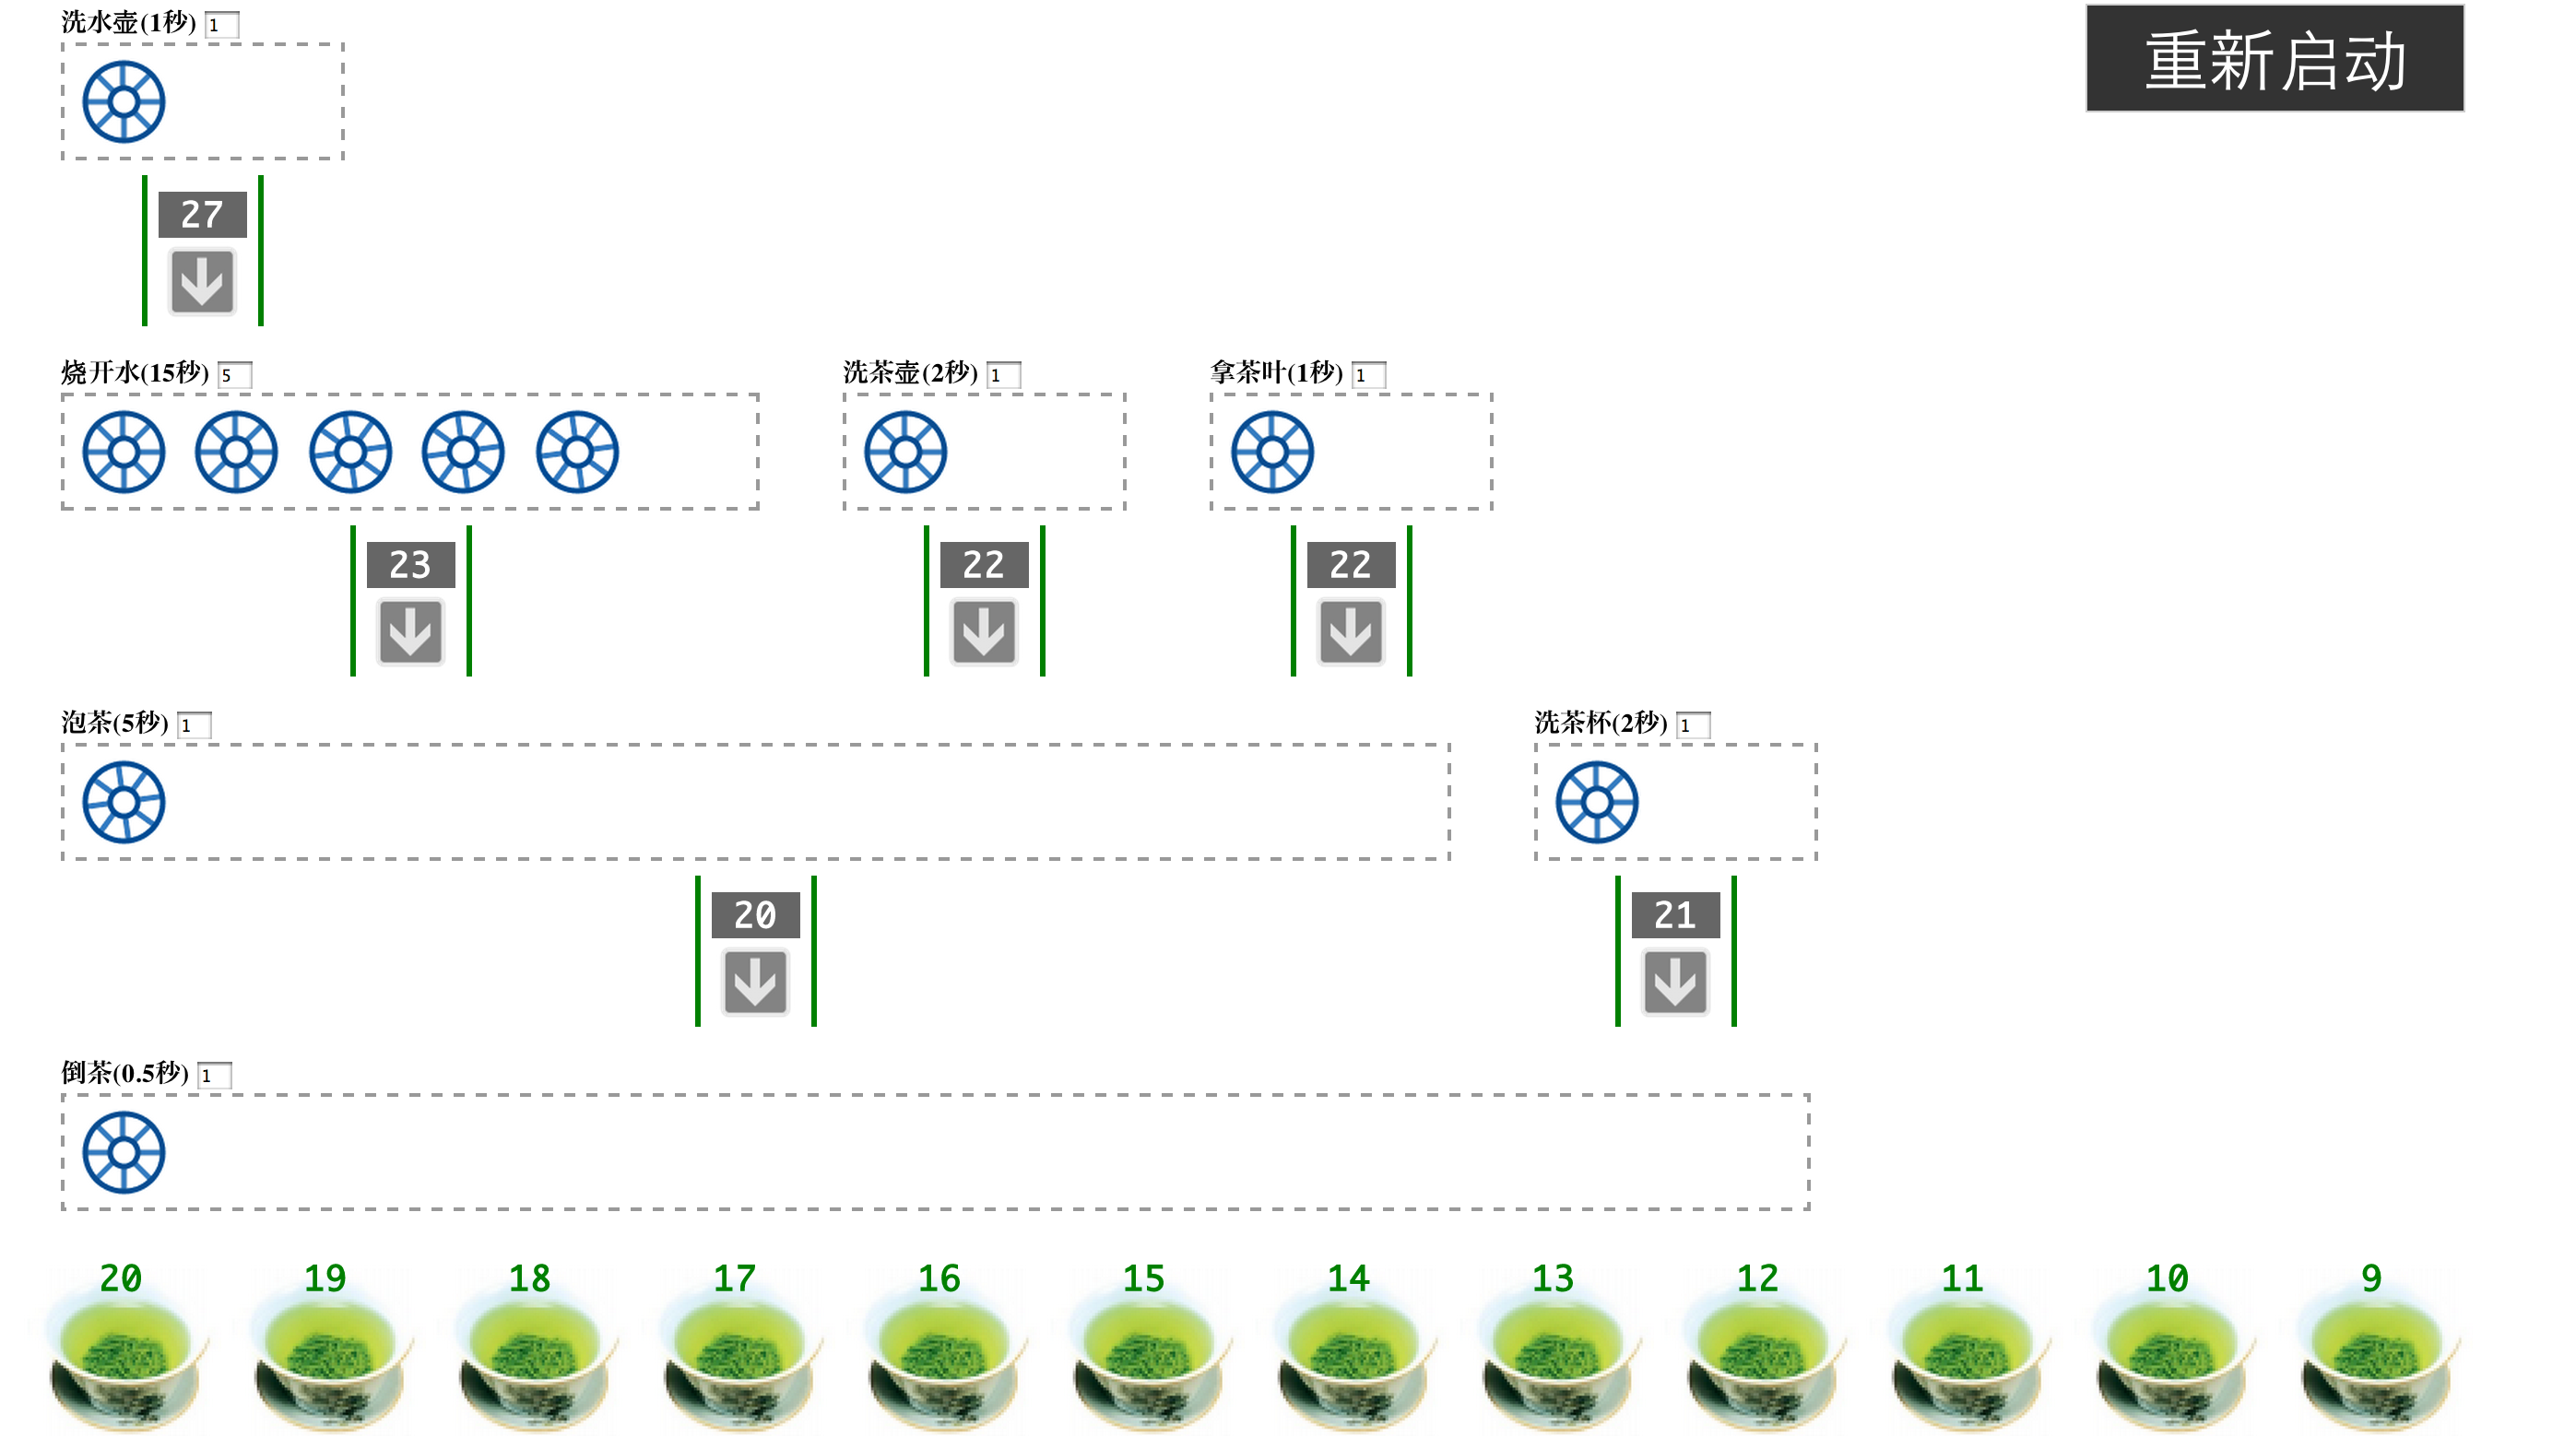 洗水壶(1秒) 1
重新启动
27
烧开水(15秒) 5
洗茶壶(2秒) 1
拿茶叶(1秒) 1
23
22
22
泡茶(5秒) 1
洗茶杯(2秒) 1
20
21
倒茶(0.5秒) 1
20 19 18 17 16 15 14 13 12 11 10 9